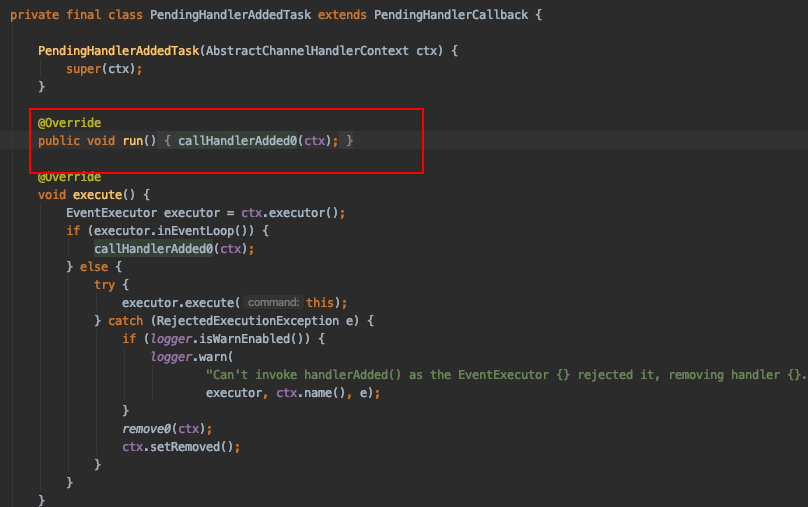 private final class PendingHandlerAddedTask extends PendingHandlerCallback {
PendingHandlerAddedTask(AbstractChannelHandlerContext ctx) {
super(ctx);
}
@Override
public void run() { callHandlerAdded0(ctx); }
@Override
void execute() {
EventExecutor executor = ctx.executor();
if (executor.inEventLoop()) {
callHandlerAdded0(ctx);
} else {
try {
executor.execute( command: this);
} catch (RejectedExecutionException e) {
if (logger.isWarnEnabled()) {
logger.warn(
"Can't invoke handlerAdded() as the EventExecutor {} rejected it, removing handler {}.
executor, ctx.name(), e);
}
remove0(ctx);
ctx.setRemoved();
}
}
}